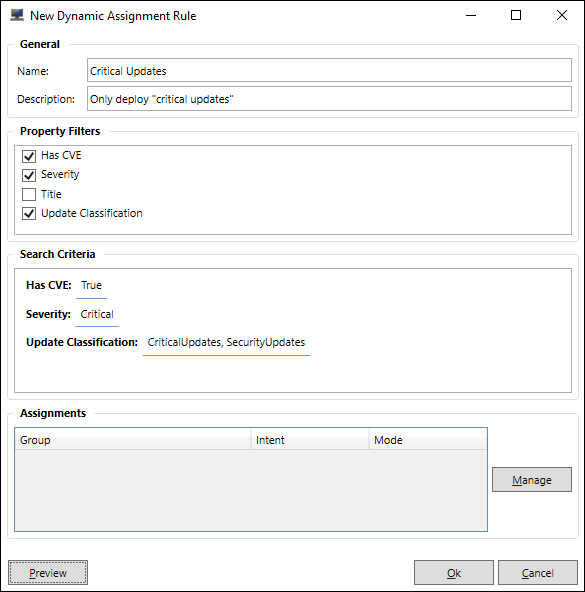 New Dynamic Assignment Rule
General
Name: Critical Updates
Description: Only deploy "critical updates"
Property Filters
Has CVE
Severity
Title
Update Classification
Search Criteria
Has CVE: True
Severity: Critical
Update Classification: CriticalUpdates, SecurityUpdates
Assignments
Group Intent Mode
Manage
Preview Ok Cancel